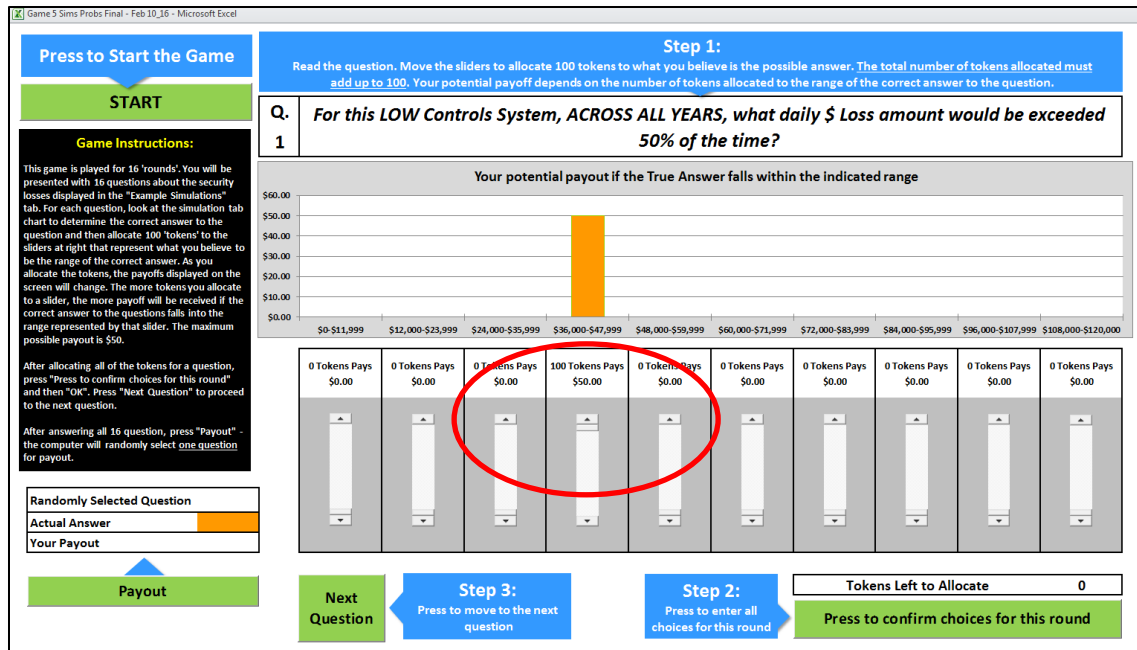 Game 5 Sims Probs Final - Feb 10_16 - Microsoft Excel
Press to Start the Game
START
Game Instructions:
This game is played for 16 'rounds'. You will be
presented with 16 questions about the security
losses displayed in the "Example Simulations"
tab. For each question, look at the simulation tab
chart to determine the correct answer to the
question and then allocate 100 'tokens' to the
sliders at right that represent what you believe to
be the range of the correct answer. As you
allocate the tokens, the payoffs displayed on the
screen will change. The more tokens you allocate
to a slider, the more payoff will be received if the
correct answer to the questions falls into the
range represented by that slider. The maximum
possible payout is $50.
After allocating all of the tokens for a question,
press "Press to confirm choices for this round"
and then "OK". Press "Next Question" to proceed
to the next question.
After answering all 16 question, press "Payout" -
the computer will randomly select one question
for payout.
Randomly Selected Question
Actual Answer
Your Payout
Payout
Step 1:
Read the question. Move the sliders to allocate 100 tokens to what you believe is the possible answer. The total number of tokens allocated must
add up to 100. Your potential payoff depends on the number of tokens allocated to the range of the correct answer to the question.
Q.
1
For this LOW Controls System, ACROSS ALL YEARS, what daily $ Loss amount would be exceeded
50% of the time?
Your potential payout if the True Answer falls within the indicated range
$60.00
$50.00
$40.00
$30.00
$20.00
$10.00
$0.00
$0-$11,999 $12,000-$23,999 $24,000-$35,999 $36,000-$47,999 $48,000-$59,999 $60,000-$71,999 $72,000-$83,999 $84,000-$95,999 $96,000-$107,999 $108,000-$120,000
0 Tokens Pays 0 Tokens Pays 0 Tokens Pays 100 Tokens Pays 0 Tokens Pays 0 Tokens Pays 0 Tokens Pays 0 Tokens Pays 0 Tokens Pays 0 Tokens Pays
$0.00 $0.00 $0.00 $50.00 $0.00 $0.00 $0.00 $0.00 $0.00 $0.00
Next
Question
Step 3:
Press to move to the next
question
Step 2:
Press to enter all
choices for this round
Tokens Left to Allocate 0
Press to confirm choices for this round